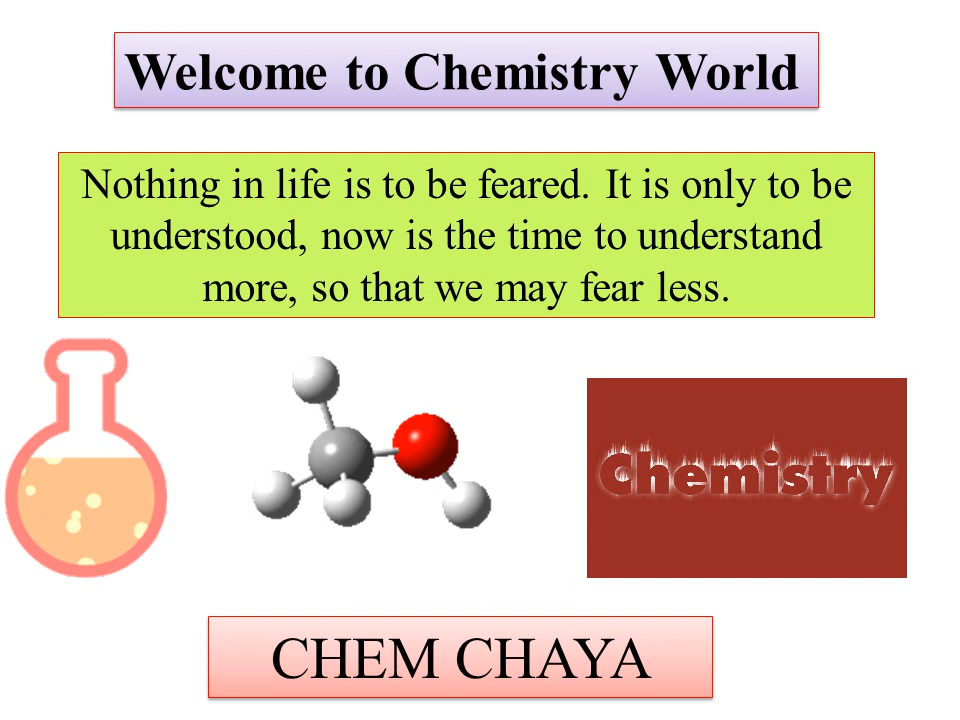 Welcome to Chemistry World
Nothing in life is to be feared. It is only to be
understood, now is the time to understand
more, so that we may fear less.
Chemistry
CHEM CHAYA